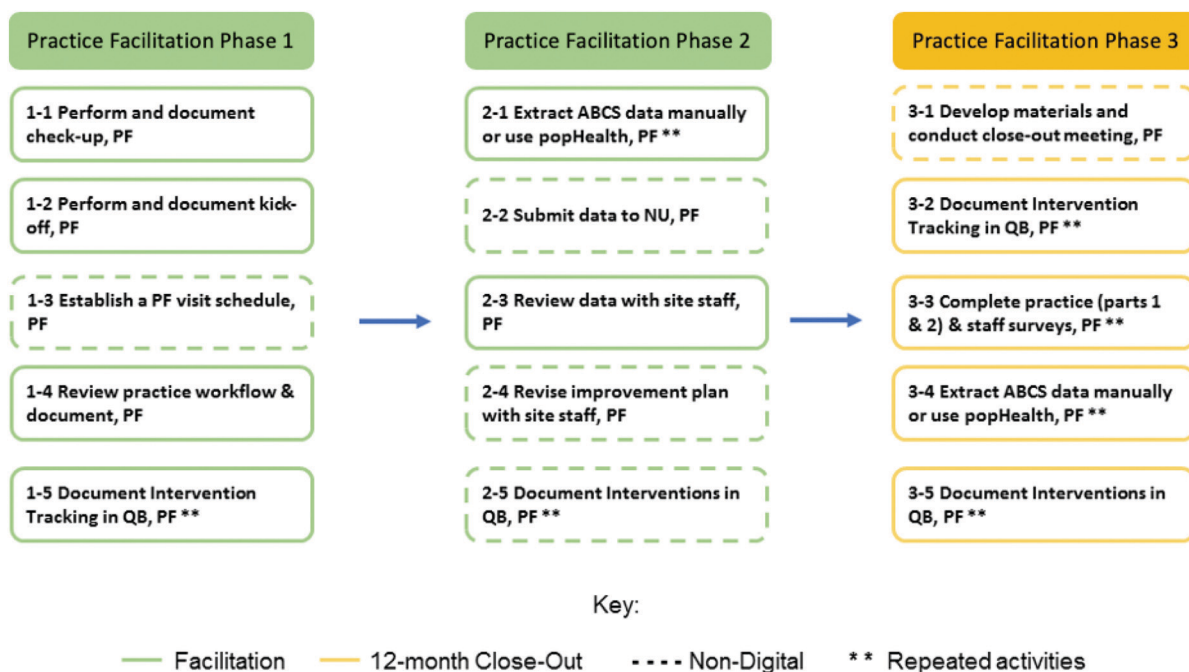 Practice Facilitation Phase 1
1-1 Perform and document
check-up, PF
1-2 Perform and document kick-
off, PF
1-3 Establish a PF visit schedule,
PF
1-4 Review practice workflow &
document, PF
1-5 Document Intervention
Tracking in QB, PF **
Practice Facilitation Phase 2
2-1 Extract ABCS data manually
or use popHealth, PF **
2-2 Submit data to NU, PF
2-3 Review data with site staff,
PF
2-4 Revise improvement plan
with site staff, PF
2-5 Document Interventions in
QB, PF **
Practice Facilitation Phase 3
3-1 Develop materials and
conduct close-out meeting, PF
3-2 Document Intervention
Tracking in QB, PF **
3-3 Complete practice (parts 1
& 2) & staff surveys, PF **
3-4 Extract ABCS data manually
or use popHealth, PF **
3-5 Document Interventions in
QB, PF **
Key:
Facilitation
12-month Close-Out
Non-Digital
** Repeated activities